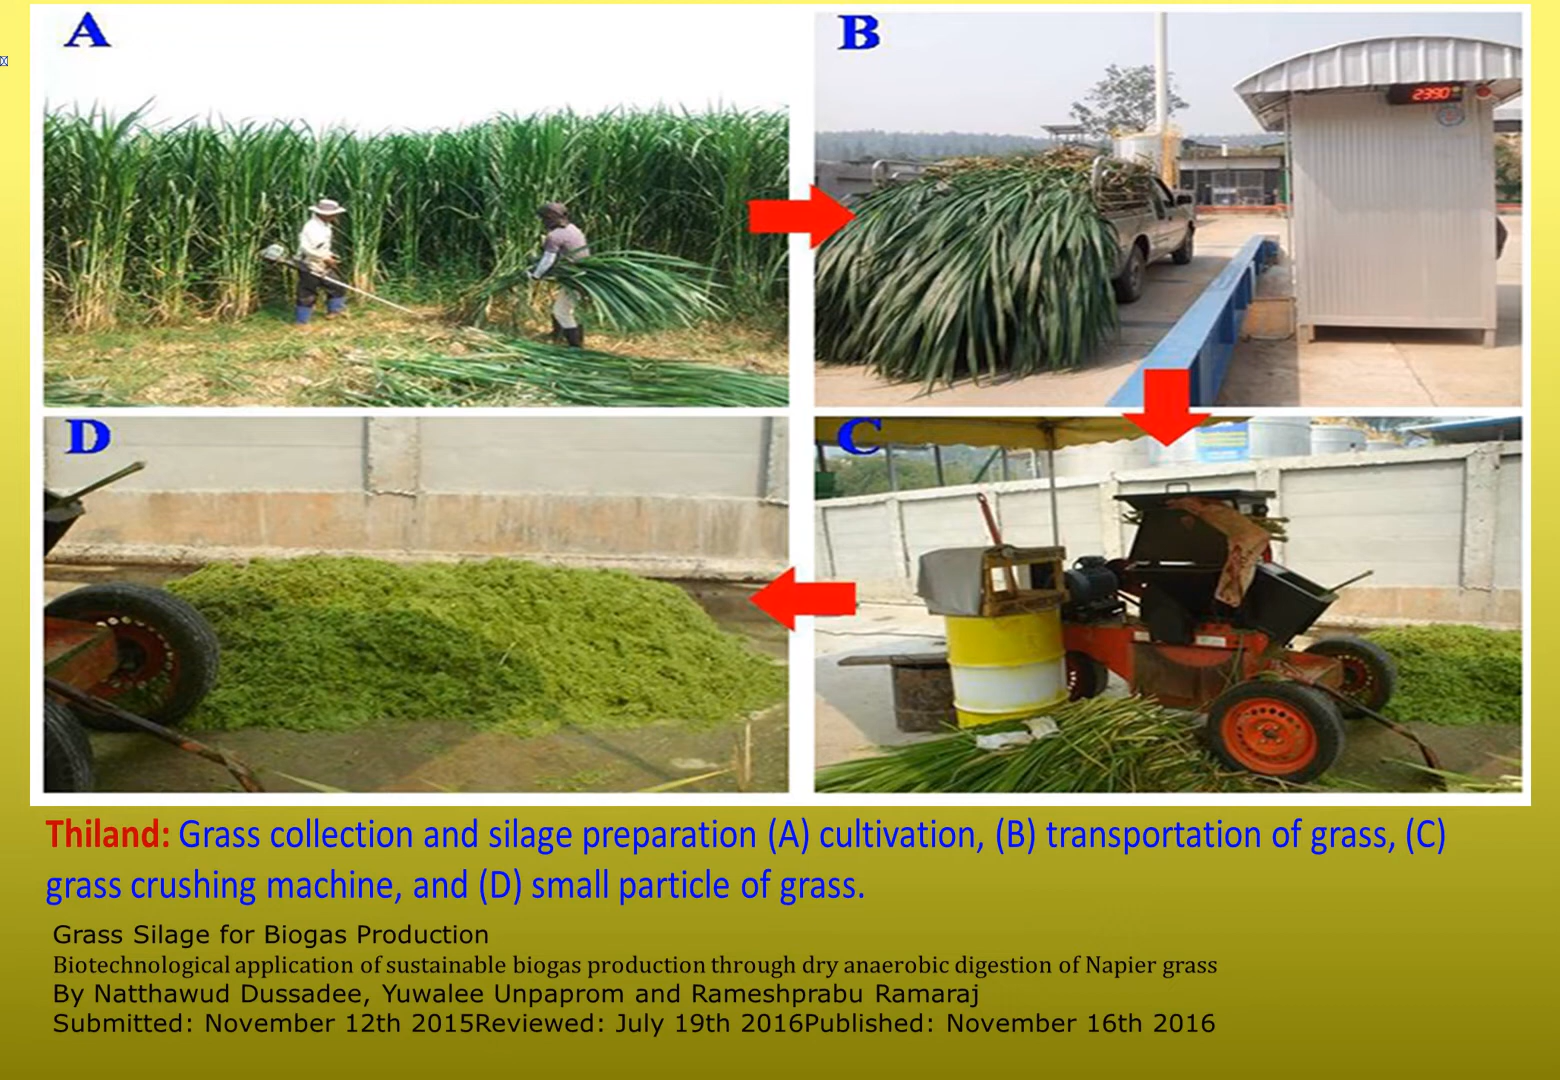 A
B
2390
D
C
Thiland: Grass collection and silage preparation (A) cultivation, (B) transportation of grass, (C)
grass crushing machine, and (D) small particle of grass.
Grass Silage for Biogas Production
Biotechnological application of sustainable biogas production through dry anaerobic digestion of Napier grass
By Natthawud Dussadee, Yuwalee Unpaprom and Rameshprabu Ramaraj
Submitted: November 12th 2015Reviewed: July 19th 2016Published: November 16th 2016